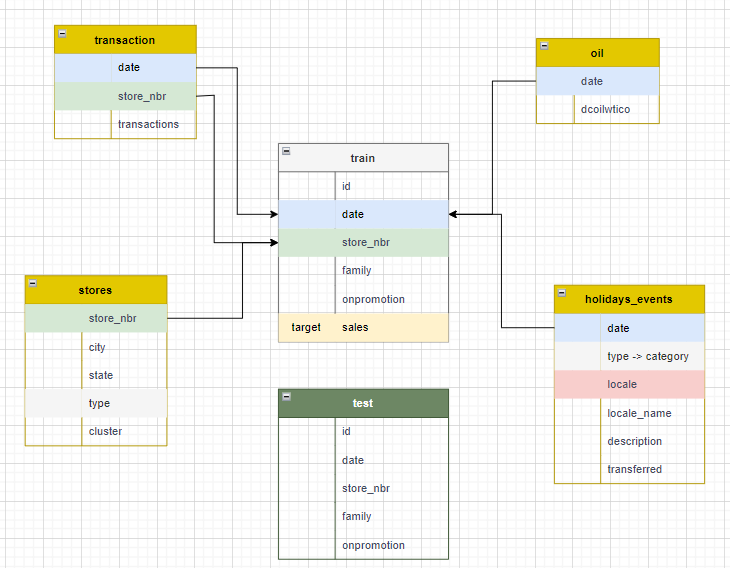 transaction
date
store_nbr
transactions
oil
date
dcoilwtico
train
id
date
store_nbr
family
onpromotion
target sales
stores
store_nbr
city
state
type
cluster
holidays_events
date
type -> category
locale
locale_name
description
transferred
test
id
date
store_nbr
family
onpromotion